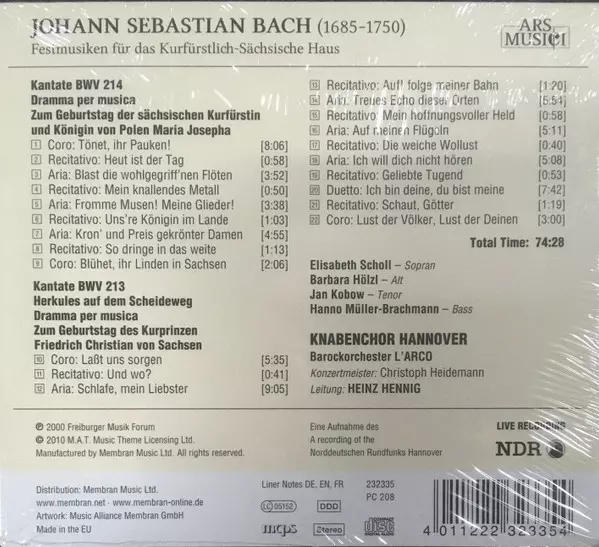 JOHANN SEBASTIAN BACH (1685-1750)
Festmusiken für das Kurfürstlich-Sächsische Haus
ARS
MUSICI
Kantate BWV 214
Dramma per musica
Zum Geburtstag der sächsischen Kurfürstin
und Königin von Polen Maria Josepha
1 Coro: Tönet, ihr Pauken! [8:06]
2 Recitativo: Heut ist der Tag [0:58]
3 Aria: Blast die wohlgegriff'nen Flöten [3:52]
4 Recitativo: Mein knallendes Metall [0:50]
5 Aria: Fromme Musen! Meine Glieder! [3:38]
6 Recitativo: Uns're Königin im Lande [1:03]
7 Aria: Kron' und Preis gekrönter Damen [4:55]
8 Recitativo: So dringe in das weite [1:13]
9 Coro: Blühet, ihr Linden in Sachsen [2:06]
Kantate BWV 213
Herkules auf dem Scheideweg
Dramma per musica
Zum Geburtstag des Kurprinzen
Friedrich Christian von Sachsen
10 Coro: Laßt uns sorgen [5:35]
11 Recitativo: Und wo? [0:41]
12 Aria: Schlafe, mein Liebster [9:05]
13 Recitativo: Auf! folge meiner Bahn [1:20]
14 Aria: Treues Echo dieser Orten [5:54]
15 Recitativo: Mein hoffnungsvoller Held [0:58]
16 Aria: Auf meinen Flügeln [5:11]
17 Recitativo: Die weiche Wollust [0:40]
18 Aria: Ich will dich nicht hören [5:08]
19 Recitativo: Geliebte Tugend [0:53]
20 Duetto: Ich bin deine, du bist meine [7:42]
21 Recitativo: Schaut, Götter [1:19]
22 Coro: Lust der Völker, Lust der Deinen [3:00]
Total Time: 74:28
Elisabeth Scholl – Sopran
Barbara Hölzl – Alt
Jan Kobow – Tenor
Hanno Müller-Brachmann – Bass
KNABENCHOR HANNOVER
Barockorchester L'ARCO
Konzertmeister: Christoph Heidemann
Leitung: HEINZ HENNIG
℗ 2000 Freiburger Musik Forum
© 2010 M.A.T. Music Theme Licensing Ltd.
Manufactured by Membran Music Ltd.
Eine Aufnahme des
A recording of the
Norddeutschen Rundfunks Hannover
LIVE RECORDING
NDR
Distribution: Membran Music Ltd.
www.membran.net · www.membran-online.de
Artwork: Music Alliance Membran GmbH
Made in the EU
Liner Notes DE, EN, FR
232335
PC 208
LC 05152
DDD
mcps
Stereo
COMPACT
disc
DIGITAL AUDIO
4 011222 323354